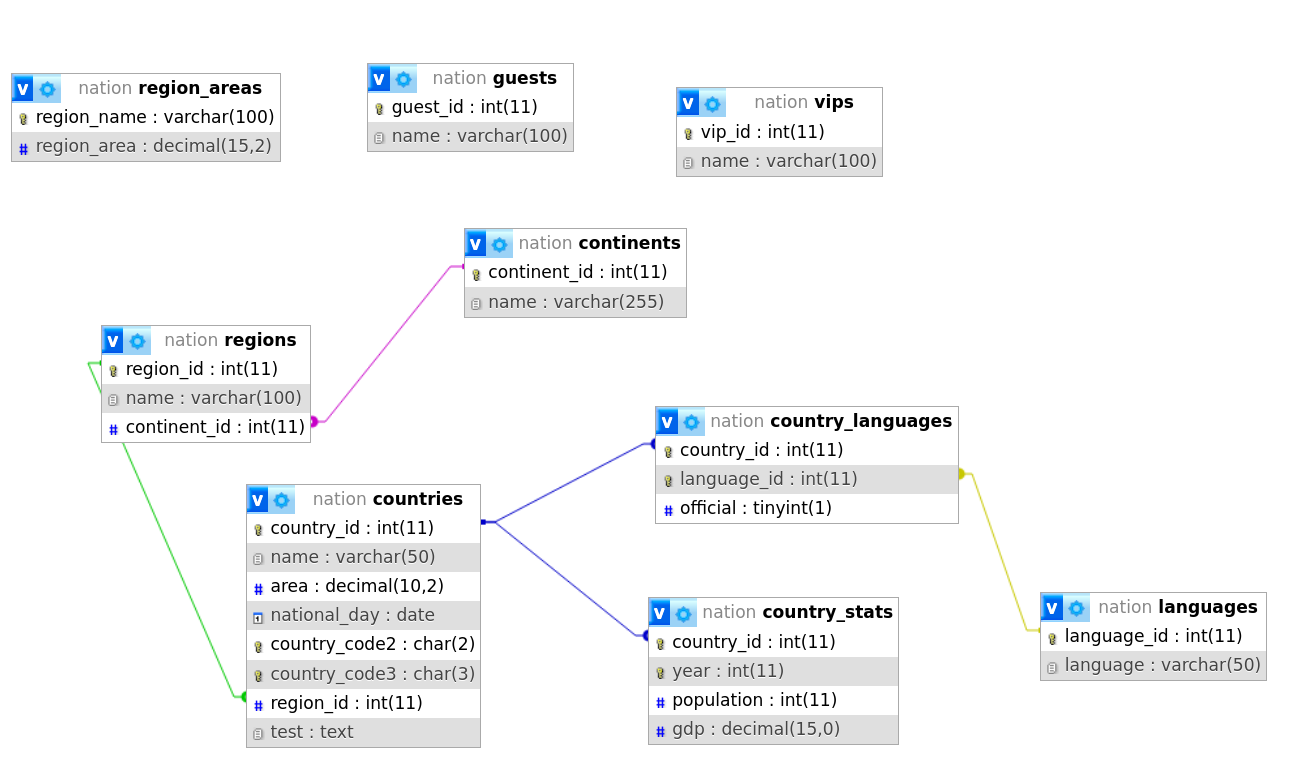 V nation region_areas
region_name : varchar(100)
# region_area : decimal(15,2)
V nation guests
guest_id : int(11)
name : varchar(100)
V nation vips
vip_id : int(11)
name : varchar(100)
V nation continents
continent_id : int(11)
name : varchar(255)
V nation regions
region_id : int(11)
name : varchar(100)
# continent_id : int(11)
V nation countries
country_id : int(11)
name : varchar(50)
# area : decimal(10,2)
national_day : date
country_code2 : char(2)
country_code3 : char(3)
# region_id : int(11)
test : text
V nation country_languages
country_id : int(11)
language_id : int(11)
# official : tinyint(1)
V nation country_stats
country_id : int(11)
year : int(11)
# population : int(11)
# gdp : decimal(15,0)
V nation languages
language_id : int(11)
language : varchar(50)